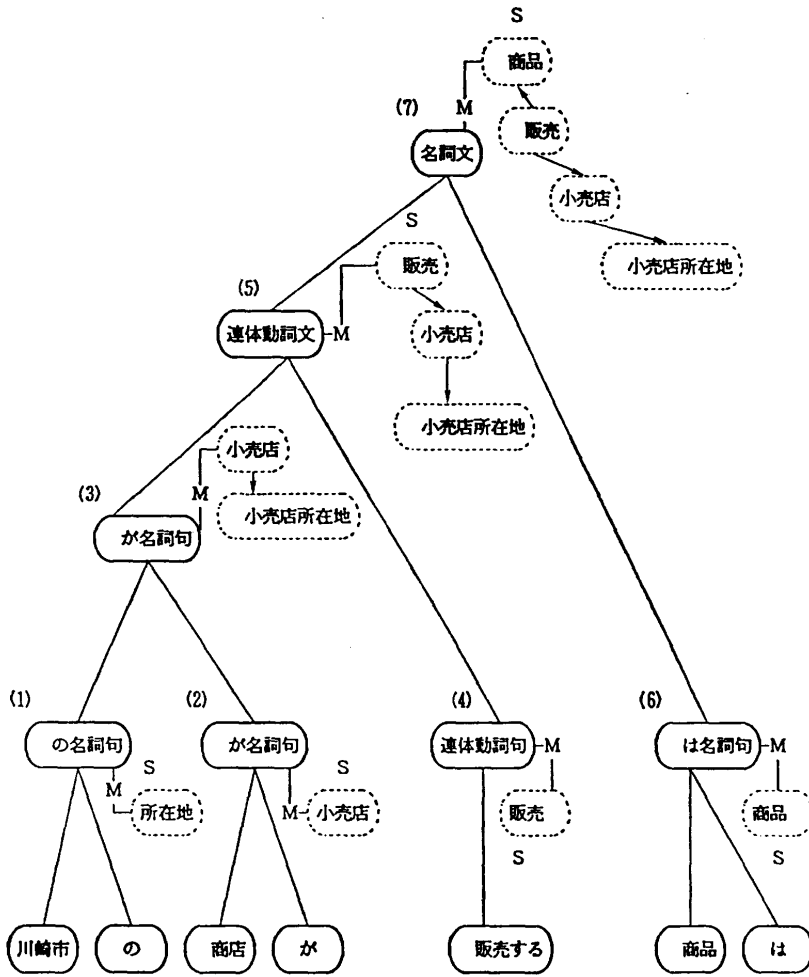 S
商品
M
(7)
販売
名詞文
小売店
S
小売店所在地
販売
(5)
連体動詞文
M
小売店
小売店所在地
小売店
M
(3)
小売店所在地
が名詞句
(1)
(2)
(4)
(6)
の名詞句
が名詞句
連体動詞句
M
は名詞句
M
S
M
所在地
S
M
小売店
販売
商品
S
S
川崎市
の
商店
が
販売する
商品
は